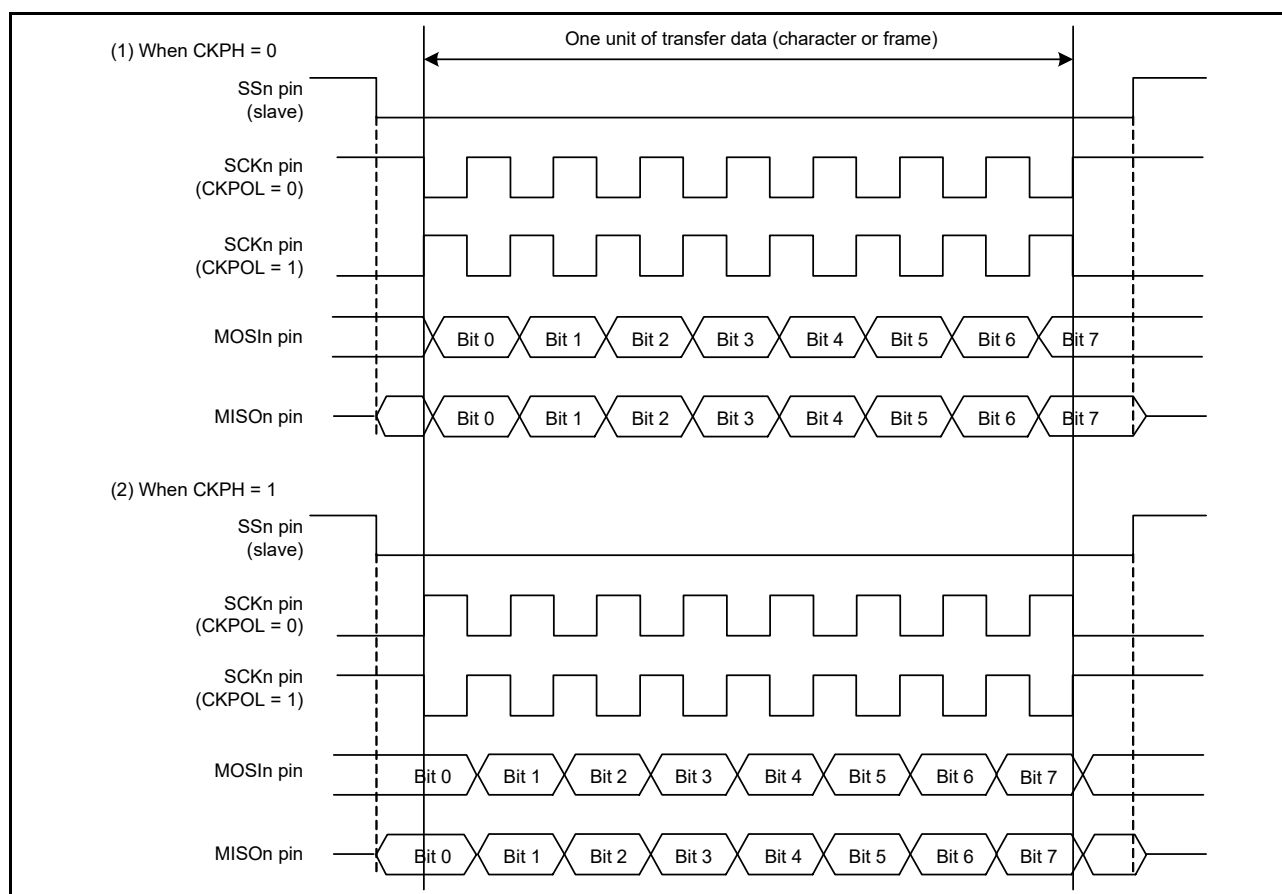 One unit of transfer data (character or frame)
(1) When CKPH = 0
SSn pin
(slave)
SCKn pin
(CKPOL = 0)
SCKn pin
(CKPOL = 1)
MOSIn pin Bit 0 Bit 1 Bit 2 Bit 3 Bit 4 Bit 5 Bit 6 Bit 7
MISOn pin Bit 0 Bit 1 Bit 2 Bit 3 Bit 4 Bit 5 Bit 6 Bit 7
(2) When CKPH = 1
SSn pin
(slave)
SCKn pin
(CKPOL = 0)
SCKn pin
(CKPOL = 1)
MOSIn pin Bit 0 Bit 1 Bit 2 Bit 3 Bit 4 Bit 5 Bit 6 Bit 7
MISOn pin Bit 0 Bit 1 Bit 2 Bit 3 Bit 4 Bit 5 Bit 6 Bit 7